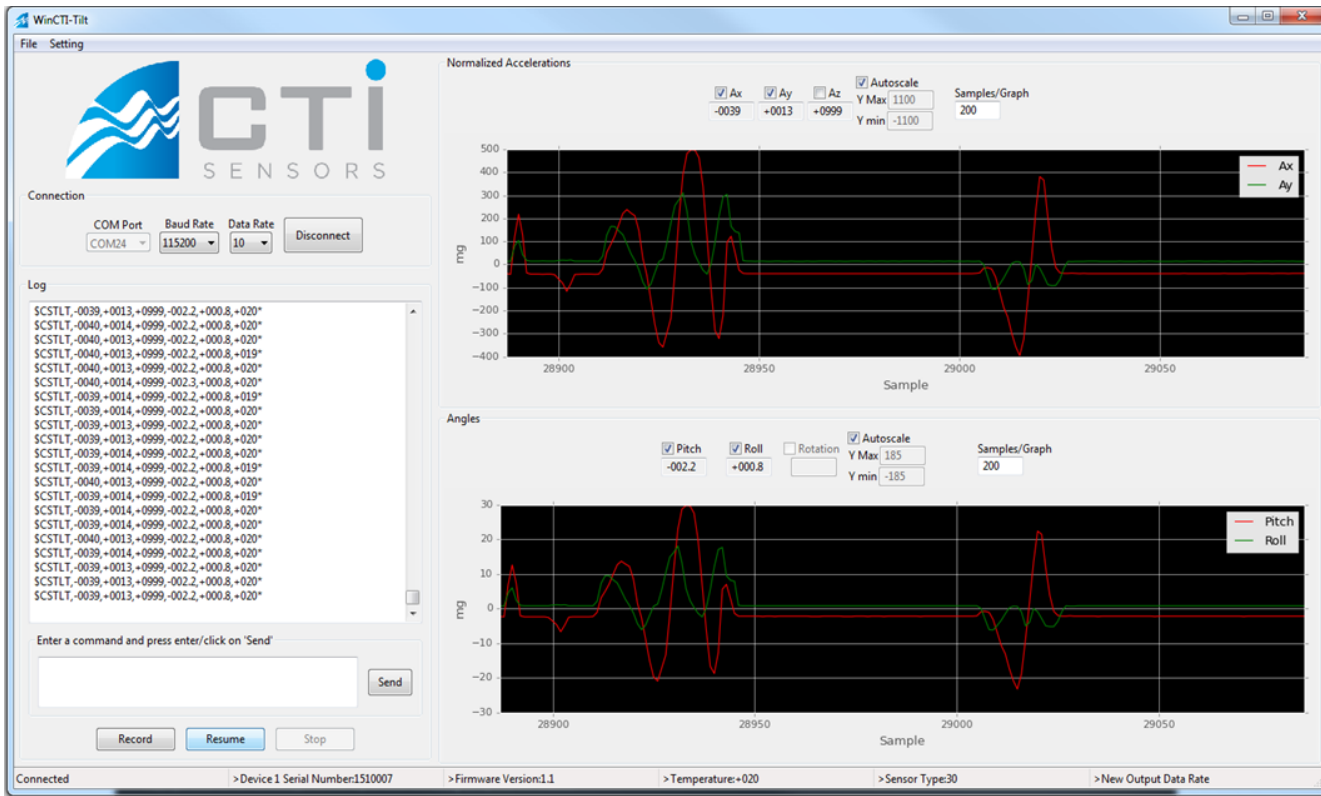 WinCTI-Tilt
File Setting
CTi
SENSORS
Connection
COM Port Baud Rate Data Rate
COM24 115200 10 Disconnect
Log
$CSTLT,-0039,+0013,+0999,-002.2,+000.8,+020*
$CSTLT,-0040,+0014,+0999,-002.2,+000.8,+020*
$CSTLT,-0040,+0013,+0999,-002.2,+000.8,+020*
$CSTLT,-0040,+0013,+0999,-002.2,+000.8,+019*
$CSTLT,-0040,+0013,+0999,-002.2,+000.8,+020*
$CSTLT,-0040,+0014,+0999,-002.3,+000.8,+020*
$CSTLT,-0039,+0014,+0999,-002.2,+000.8,+019*
$CSTLT,-0039,+0014,+0999,-002.2,+000.8,+020*
$CSTLT,-0039,+0013,+0999,-002.2,+000.8,+020*
$CSTLT,-0039,+0013,+0999,-002.2,+000.8,+020*
$CSTLT,-0039,+0014,+0999,-002.2,+000.8,+020*
$CSTLT,-0039,+0014,+0999,-002.2,+000.8,+019*
$CSTLT,-0040,+0013,+0999,-002.2,+000.8,+020*
$CSTLT,-0039,+0014,+0999,-002.2,+000.8,+019*
$CSTLT,-0039,+0014,+0999,-002.2,+000.8,+020*
$CSTLT,-0039,+0014,+0999,-002.2,+000.8,+020*
$CSTLT,-0040,+0013,+0999,-002.2,+000.8,+020*
$CSTLT,-0039,+0014,+0999,-002.2,+000.8,+020*
$CSTLT,-0039,+0013,+0999,-002.2,+000.8,+020*
$CSTLT,-0039,+0013,+0999,-002.2,+000.8,+020*
$CSTLT,-0039,+0013,+0999,-002.2,+000.8,+020*
Enter a command and press enter/click on 'Send'
Send
Record Resume Stop
Normalized Accelerations
Ax Ay Az Autoscale Samples/Graph
-0039 +0013 +0999 Y Max 1100 200
Y min -1100
500
400
300
200
100
0
-100
-200
-300
-400
mg
Ax
Ay
28900 28950 29000 29050
Sample
Angles
Pitch Roll Rotation Autoscale Samples/Graph
-002.2 +000.8 Y Max 185 200
Y min -185
30
20
10
0
-10
-20
-30
mg
Pitch
Roll
28900 28950 29000 29050
Sample
Connected >Device 1 Serial Number:1510007 >Firmware Version:1.1 >Temperature:+020 >Sensor Type:30 >New Output Data Rate